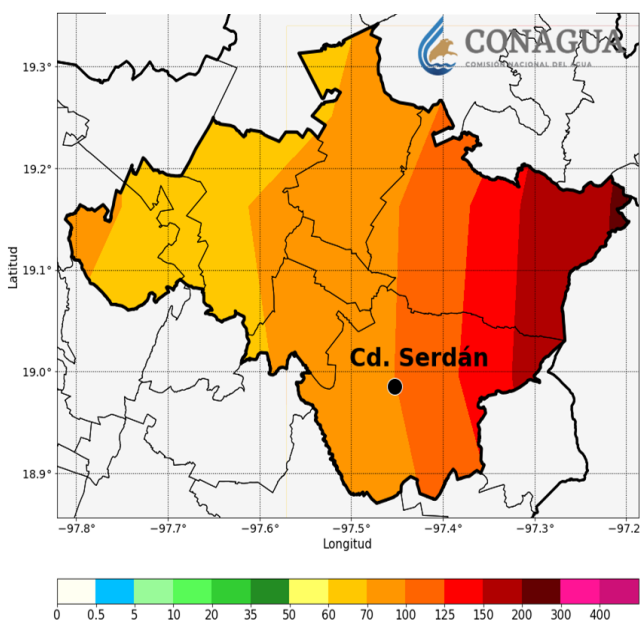 CONAGUA
COMISIÓN NACIONAL DEL AGUA
19.3°
19.2°
19.1°
19.0°
18.9°
Latitud
Cd. Serdán
−97.8 −97.7 −97.6 −97.5 −97.4 −97.3 −97.2
Longitud
0 0.5 5 10 20 35 50 60 70 100 125 150 200 300 400